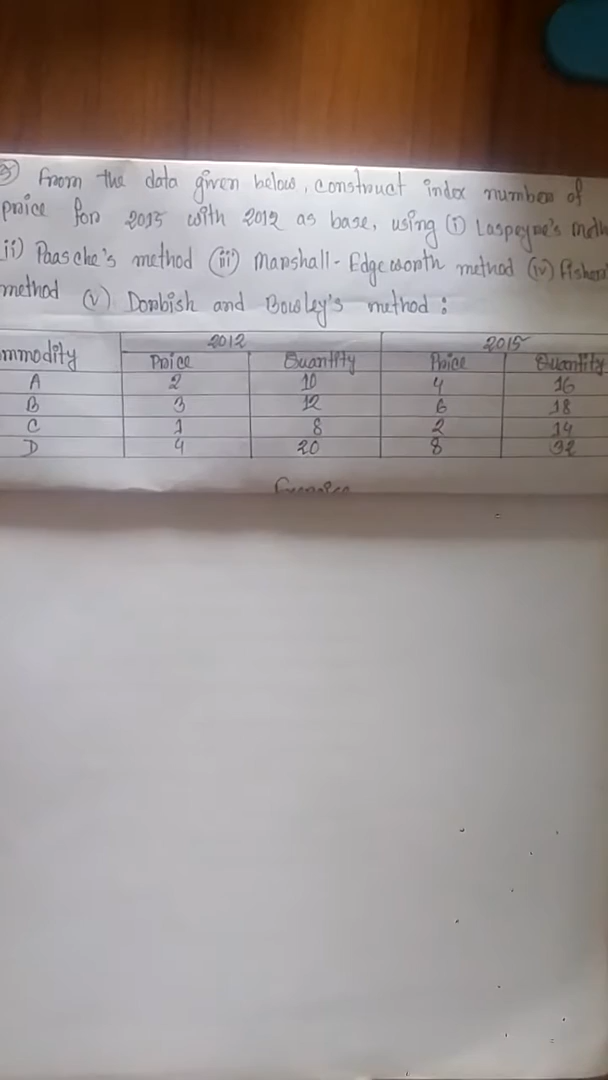 From the data given below, construct index number of
price for 2015 with 2012 as base, using (i) Laspeyre's meth
ii) Paasche's method (iii) Marshall-Edgeworth method (iv) Fisher's
method (v) Dorbish and Bowley's method :
mmodity 2012 2015
Price Quantity Price Quantity
A 2 10 4 16
B 3 12 6 18
C 1 8 2 14
D 4 20 8 32